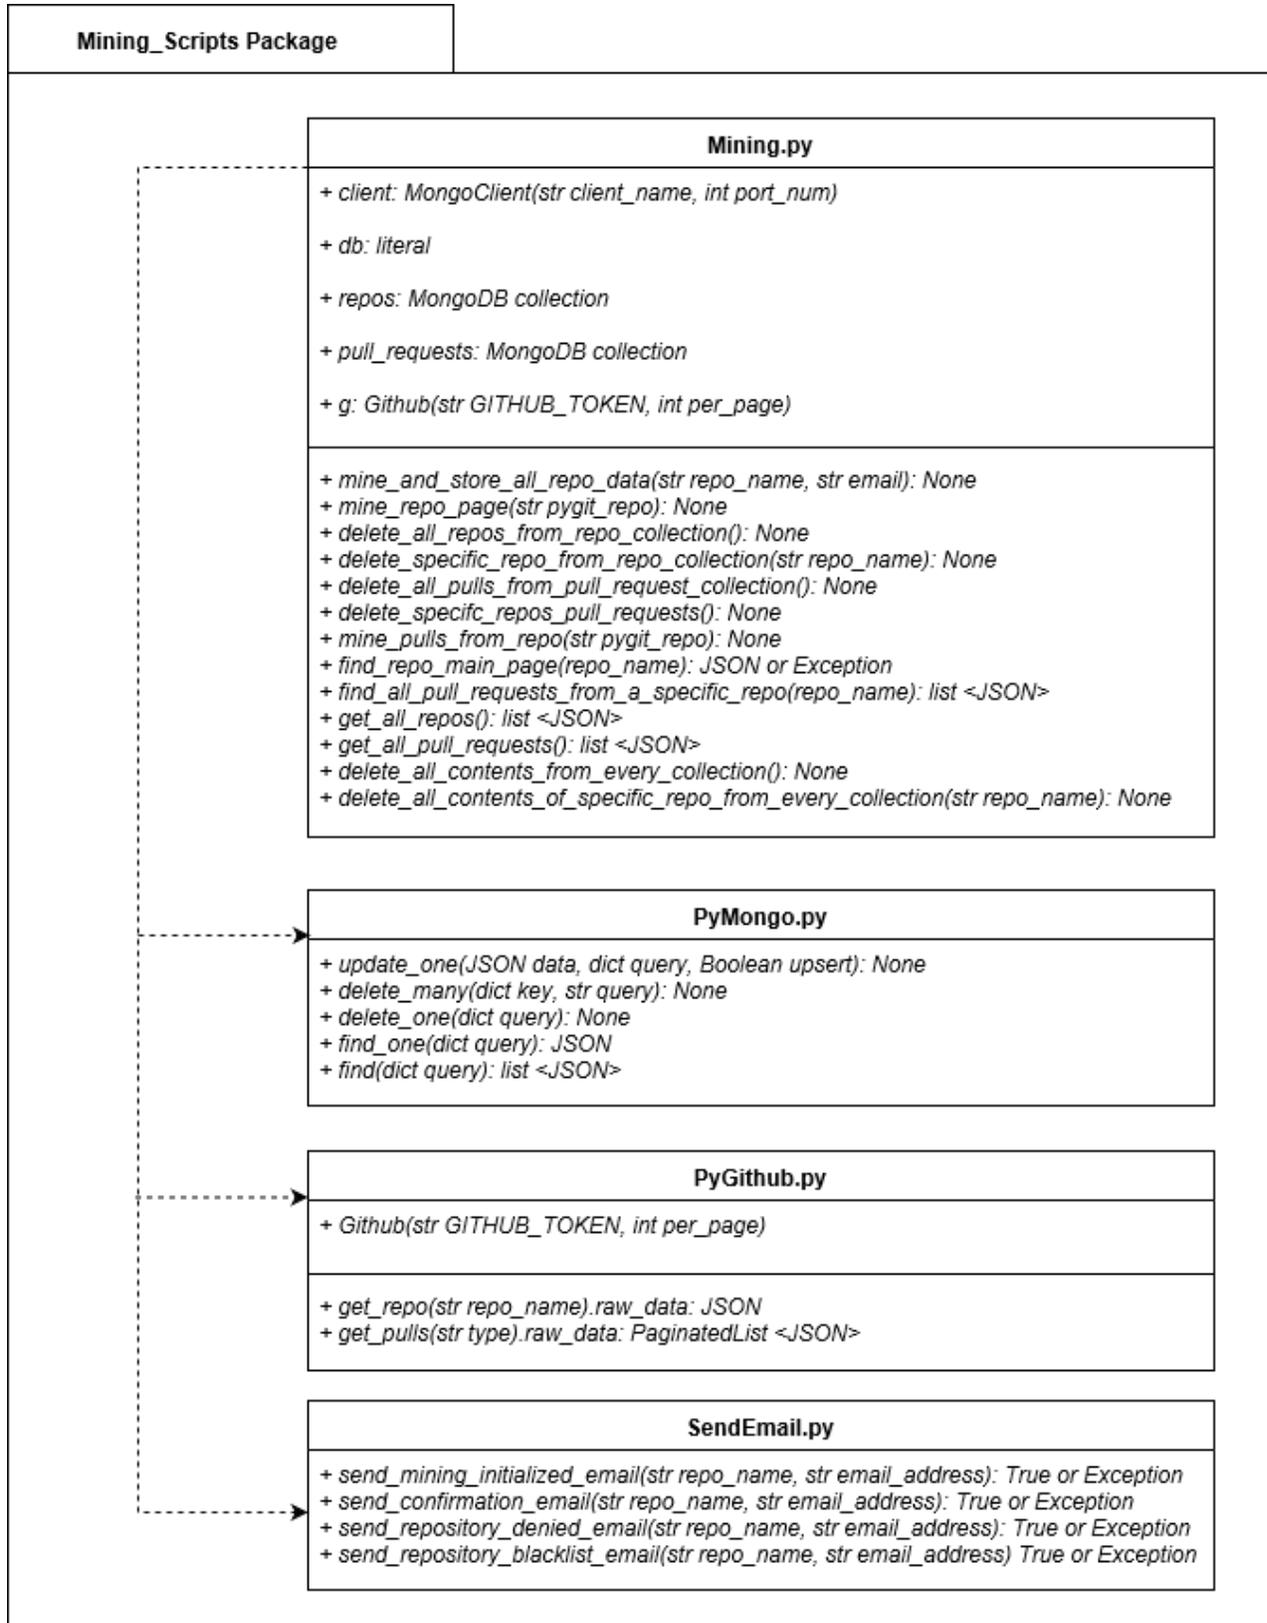 Mining_Scripts Package
Mining.py
+ client: MongoClient(str client_name, int port_num)
+ db: literal
+ repos: MongoDB collection
+ pull_requests: MongoDB collection
+ g: Github(str GITHUB_TOKEN, int per_page)
+ mine_and_store_all_repo_data(str repo_name, str email): None
+ mine_repo_page(str pygit_repo): None
+ delete_all_repos_from_repo_collection(): None
+ delete_specific_repo_from_repo_collection(str repo_name): None
+ delete_all_pulls_from_pull_request_collection(): None
+ delete_specifc_repos_pull_requests(): None
+ mine_pulls_from_repo(str pygit_repo): None
+ find_repo_main_page(repo_name): JSON or Exception
+ find_all_pull_requests_from_a_specific_repo(repo_name): list <JSON>
+ get_all_repos(): list <JSON>
+ get_all_pull_requests(): list <JSON>
+ delete_all_contents_from_every_collection(): None
+ delete_all_contents_of_specific_repo_from_every_collection(str repo_name): None
PyMongo.py
+ update_one(JSON data, dict query, Boolean upsert): None
+ delete_many(dict key, str query): None
+ delete_one(dict query): None
+ find_one(dict query): JSON
+ find(dict query): list <JSON>
PyGithub.py
+ Github(str GITHUB_TOKEN, int per_page)
+ get_repo(str repo_name).raw_data: JSON
+ get_pulls(str type).raw_data: PaginatedList <JSON>
SendEmail.py
+ send_mining_initialized_email(str repo_name, str email_address): True or Exception
+ send_confirmation_email(str repo_name, str email_address): True or Exception
+ send_repository_denied_email(str repo_name, str email_address): True or Exception
+ send_repository_blacklist_email(str repo_name, str email_address) True or Exception